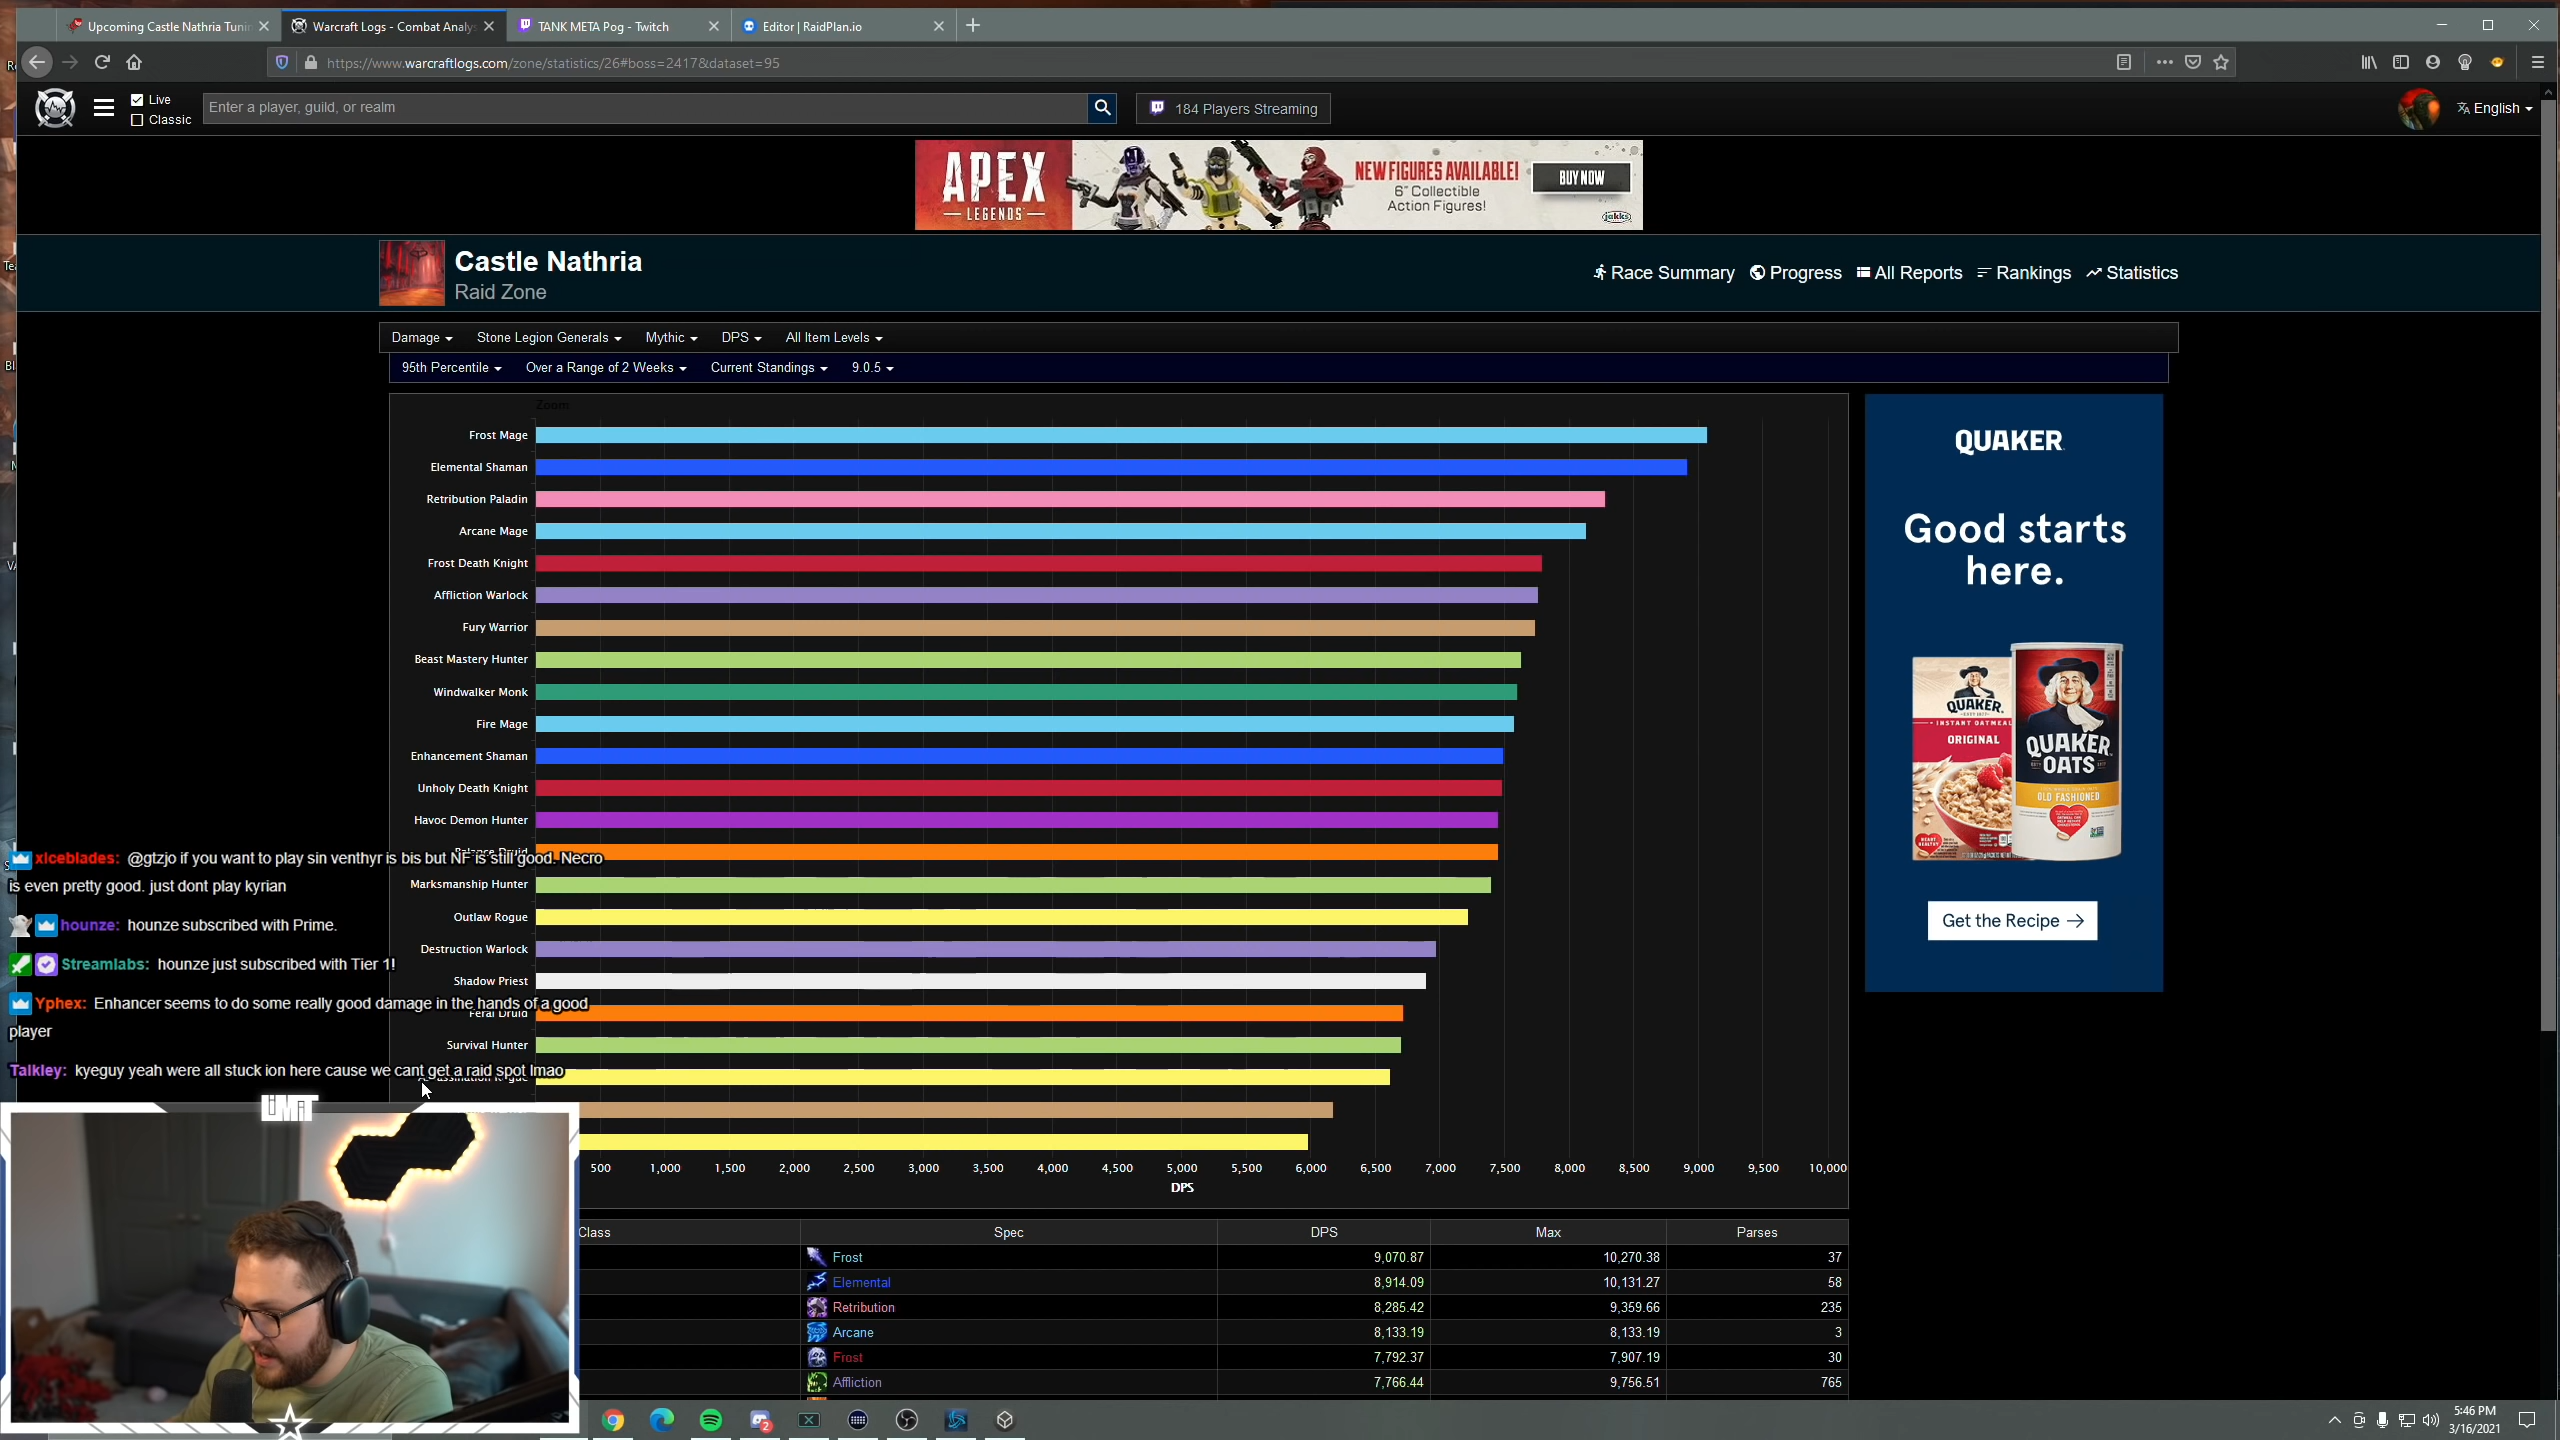 Upcoming Castle Nathria Tuni
Warcraft Logs - Combat Analys
TANK META Pog - Twitch
Editor | RaidPlan.io
https://www.warcraftlogs.com/zone/statistics/26#boss=2417&dataset=95
Live
Classic
Enter a player, guild, or realm
184 Players Streaming
English
APEX
LEGENDS
NEW FIGURES AVAILABLE!
6" Collectible
Action Figures!
BUY NOW
jakks
Castle Nathria
Raid Zone
Race Summary Progress All Reports Rankings Statistics
Damage Stone Legion Generals Mythic DPS All Item Levels
95th Percentile Over a Range of 2 Weeks Current Standings 9.0.5
Zoom
Frost Mage
Elemental Shaman
Retribution Paladin
Arcane Mage
Frost Death Knight
Affliction Warlock
Fury Warrior
Beast Mastery Hunter
Windwalker Monk
Fire Mage
Enhancement Shaman
Unholy Death Knight
Havoc Demon Hunter
Balance Druid
Marksmanship Hunter
Outlaw Rogue
Destruction Warlock
Shadow Priest
Feral Druid
Survival Hunter
500 1,000 1,500 2,000 2,500 3,000 3,500 4,000 4,500 5,000 5,500 6,000 6,500 7,000 7,500 8,000 8,500 9,000 9,500 10,000
DPS
xIceblades: @gtzjo if you want to play sin venthyr is bis but NF is still good. Necro
is even pretty good. just dont play kyrian
hounze: hounze subscribed with Prime.
Streamlabs: hounze just subscribed with Tier 1!
Yphex: Enhancer seems to do some really good damage in the hands of a good
player
Talkley: kyeguy yeah were all stuck ion here cause we cant get a raid spot lmao
LIMIT
Class Spec DPS Max Parses
Frost 9,070.87 10,270.38 37
Elemental 8,914.09 10,131.27 58
Retribution 8,285.42 9,359.66 235
Arcane 8,133.19 8,133.19 3
Frost 7,792.37 7,907.19 30
Affliction 7,766.44 9,756.51 765
QUAKER
Good starts
here.
QUAKER
INSTANT OATMEAL
ORIGINAL
QUAKER
OATS
OLD FASHIONED
Get the Recipe →
2
5:46 PM
3/16/2021